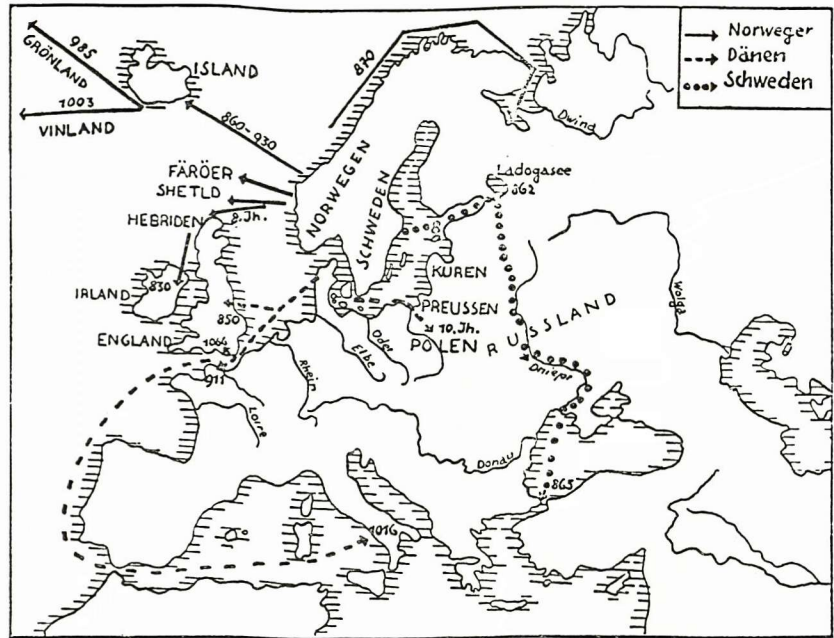 Norweger
Dänen
Schweden
985
GRÖNLAND
ISLAND
1003
VINLAND
860-930
870
Dwina
FÄRÖER
SHETLD
HEBRIDEN
8. Jh.
NORWEGEN
SCHWEDEN
Ladogasee
862
KUREN
830
IRLAND
850
ENGLAND
1066
PREUSSEN
10. Jh.
POLEN
RUSSLAND
Wolga
Elbe
Oder
Rhein
911
Loire
Dniepr
Donau
865
1016